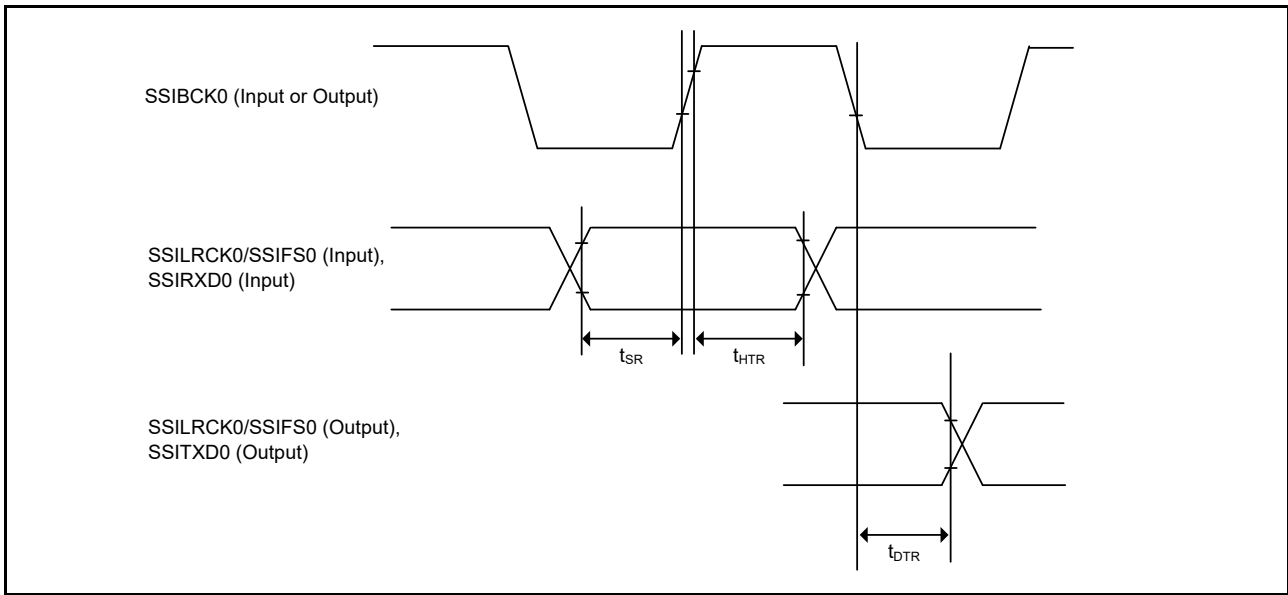 SSIBCK0 (Input or Output)
SSILRCK0/SSIFS0 (Input),
SSIRXD0 (Input)
tSR
tHTR
SSILRCK0/SSIFS0 (Output),
SSITXD0 (Output)
tDTR